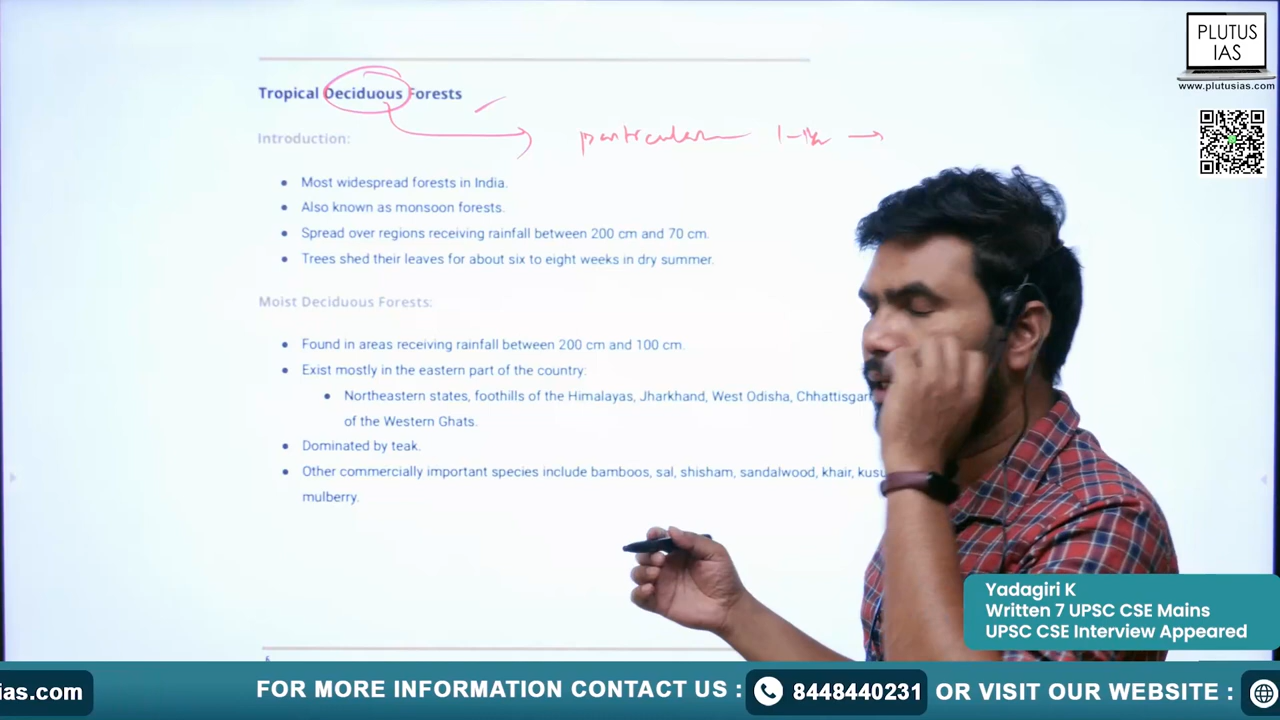 PLUTUS
IAS
www.plutusias.com
Tropical Deciduous Forests
particular
Introduction:
Most widespread forests in India.
Also known as monsoon forests.
Spread over regions receiving rainfall between 200 cm and 70 cm.
Trees shed their leaves for about six to eight weeks in dry summer.
Moist Deciduous Forests:
Found in areas receiving rainfall between 200 cm and 100 cm.
Exist mostly in the eastern part of the country:
Northeastern states, foothills of the Himalayas, Jharkhand, West Odisha,
of the Western Ghats.
Dominated by teak.
Other commercially important species include bamboos, sal, shisham, sandalwood, khair,
mulberry.
Yadagiri K
Written 7 UPSC CSE Mains
UPSC CSE Interview Appeared
ias.com FOR MORE INFORMATION CONTACT US : 8448440231 OR VISIT OUR WEBSITE :